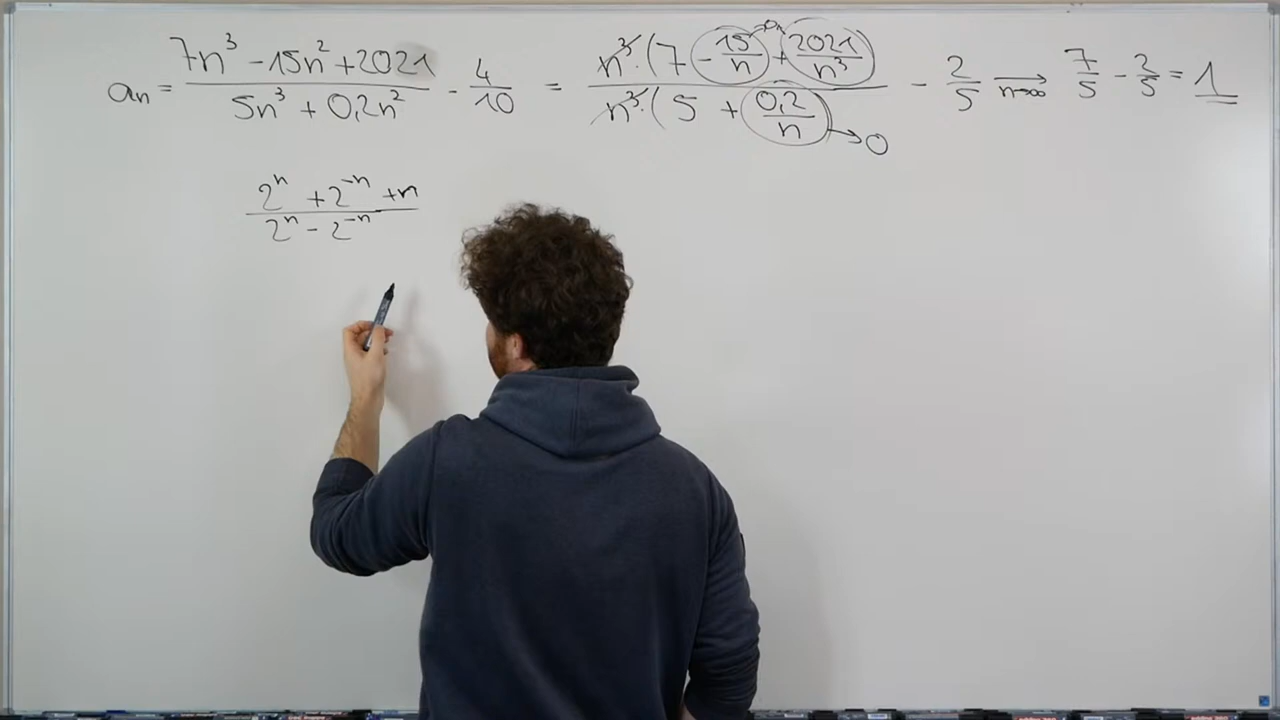 aₙ = (7n³ - 15n² + 2021)/(5n³ + 0,2n²) - 4/10 = (n³·(7 - 15/n + 2021/n³))/(n³·(5 + 0,2/n)) - 2/5 →(n→∞) 7/5 - 2/5 = 1
→0
→0
(2ⁿ + 2⁻ⁿ + n)/(2ⁿ - 2⁻ⁿ)